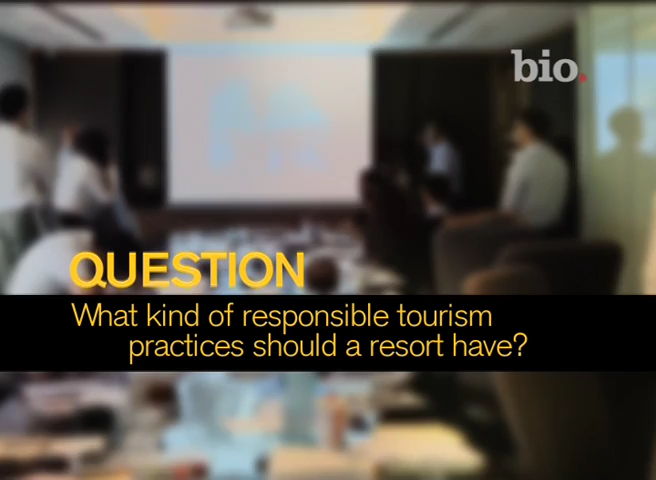 bio.
QUESTION
What kind of responsible tourism
practices should a resort have?